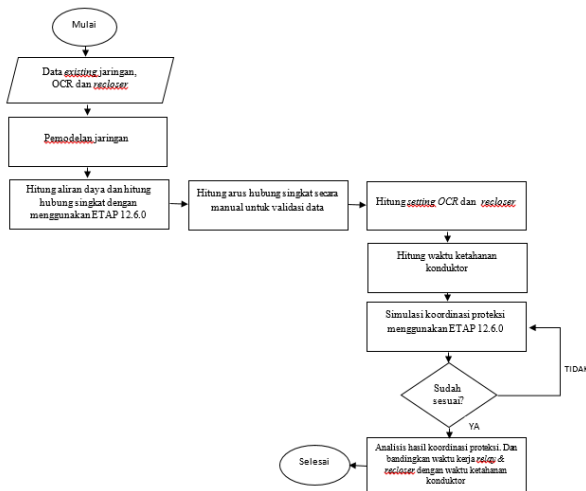 Mulai
Data existing jaringan,
OCR dan recloser
Pemodelan jaringan
Hitung aliran daya dan hitung
hubung singkat dengan
menggunakan ETAP 12.6.0
Hitung arus hubung singkat secara
manual untuk validasi data
Hitung setting OCR dan recloser
Hitung waktu ketahanan
konduktor
Simulasi koordinasi proteksi
menggunakan ETAP 12.6.0
Sudah
sesuai?
TIDAK
YA
Analisis hasil koordinasi proteksi. Dan
bandingkan waktu kerja relay &
recloser dengan waktu ketahanan
konduktor
Selesai